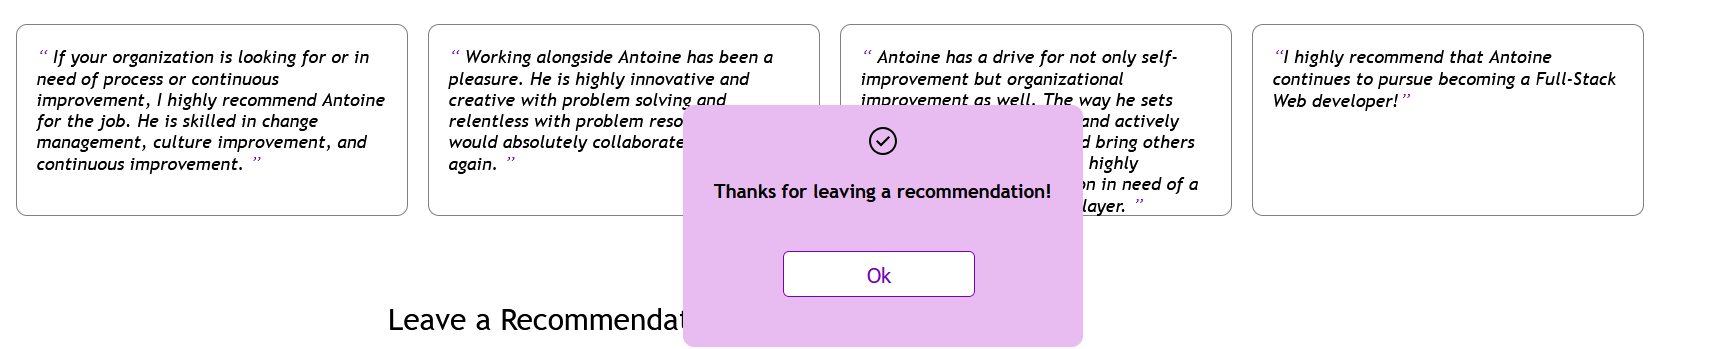 “ If your organization is looking for or in
need of process or continuous
improvement, I highly recommend Antoine
for the job. He is skilled in change
management, culture improvement, and
continuous improvement. ”
“ Working alongside Antoine has been a
pleasure. He is highly innovative and
creative with problem solving and
relentless with problem
would absolutely collaborate
again. ”
“ Antoine has a drive for not only self-
improvement but organizational
improvement as well. The way he sets
and actively
bring others
highly
in need of a
”
“I highly recommend that Antoine
continues to pursue becoming a Full-Stack
Web developer!”
Thanks for leaving a recommendation!
Ok
Leave a